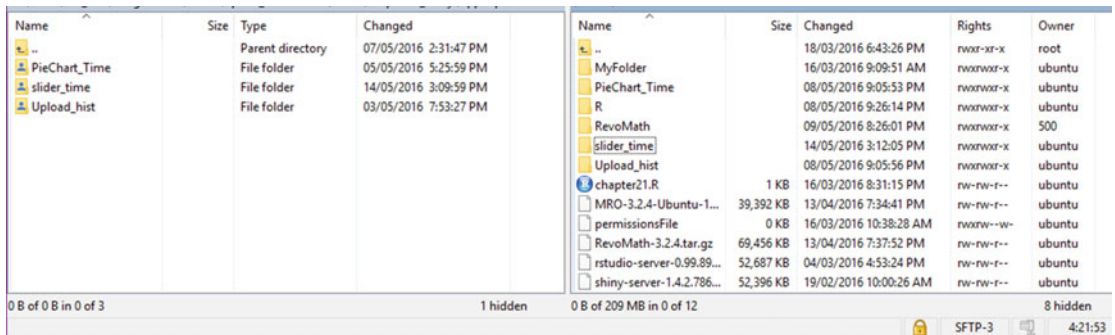 Name Size Type Changed
.. Parent directory 07/05/2016 2:31:47 PM
PieChart_Time File folder 05/05/2016 5:25:59 PM
slider_time File folder 14/05/2016 3:09:59 PM
Upload_hist File folder 03/05/2016 7:53:27 PM
0 B of 0 B in 0 of 3 1 hidden
Name Size Changed Rights Owner
.. 18/03/2016 6:43:26 PM rwxr-xr-x root
MyFolder 16/03/2016 9:09:51 AM rwxrwxr-x ubuntu
PieChart_Time 08/05/2016 9:05:53 PM rwxrwxr-x ubuntu
R 08/05/2016 9:26:14 PM rwxrwxr-x ubuntu
RevoMath 09/05/2016 8:26:01 PM rwxrwxr-x 500
slider_time 14/05/2016 3:12:05 PM rwxrwxr-x ubuntu
Upload_hist 08/05/2016 9:05:56 PM rwxrwxr-x ubuntu
chapter21.R 1 KB 16/03/2016 8:31:15 PM rw-rw-r-- ubuntu
MRO-3.2.4-Ubuntu-1... 39,392 KB 13/04/2016 7:34:41 PM rw-rw-r-- ubuntu
permissionsFile 0 KB 16/03/2016 10:38:28 AM rwxrw--w- ubuntu
RevoMath-3.2.4.tar.gz 69,456 KB 13/04/2016 7:37:52 PM rw-rw-r-- ubuntu
rstudio-server-0.99.89... 52,687 KB 04/03/2016 4:53:24 PM rw-rw-r-- ubuntu
shiny-server-1.4.2.786... 52,396 KB 19/02/2016 10:00:26 AM rw-rw-r-- ubuntu
0 B of 209 MB in 0 of 12 8 hidden
SFTP-3 4:21:53